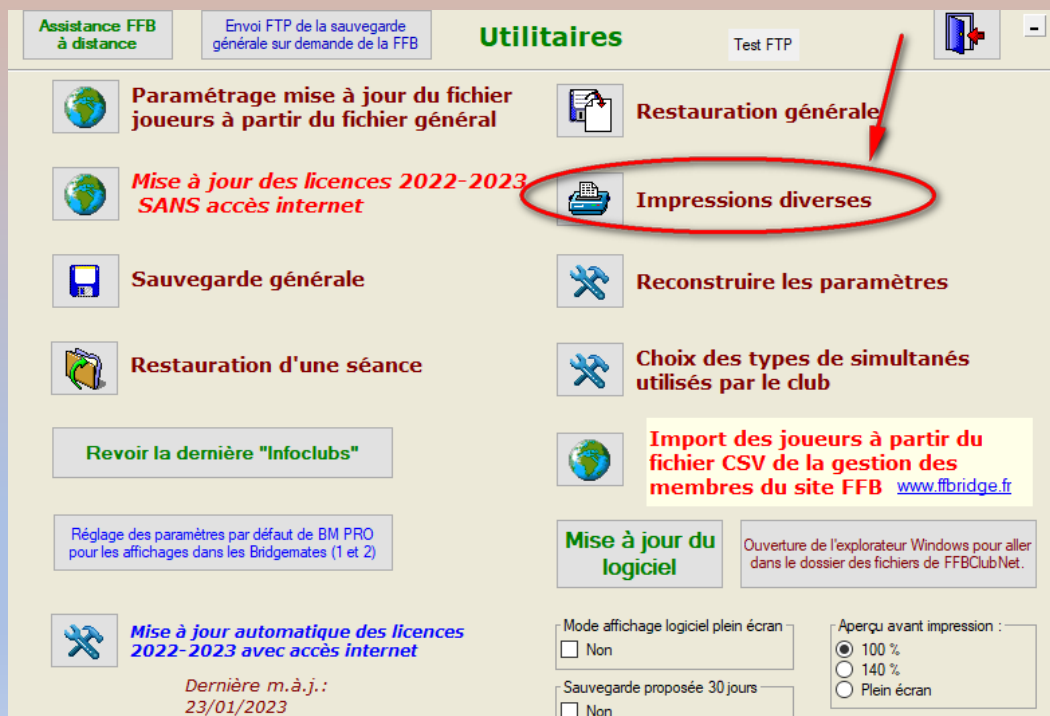 Assistance FFB
à distance
Envoi FTP de la sauvegarde
générale sur demande de la FFB
Utilitaires
Test FTP
-
Paramétrage mise à jour du fichier
joueurs à partir du fichier général
Restauration générale
Mise à jour des licences 2022-2023
SANS accès internet
Impressions diverses
Sauvegarde générale
Reconstruire les paramètres
Restauration d'une séance
Choix des types de simultanés
utilisés par le club
Revoir la dernière "Infoclubs"
Import des joueurs à partir du
fichier CSV de la gestion des
membres du site FFB www.ffbridge.fr
Réglage des paramètres par défaut de BM PRO
pour les affichages dans les Bridgemates (1 et 2)
Mise à jour du
logiciel
Ouverture de l'explorateur Windows pour aller
dans le dossier des fichiers de FFBClubNet.
Mise à jour automatique des licences
2022-2023 avec accès internet
Dernière m.à.j.:
23/01/2023
Mode affichage logiciel plein écran
Non
Sauvegarde proposée 30 jours
Non
Aperçu avant impression :
100 %
140 %
Plein écran